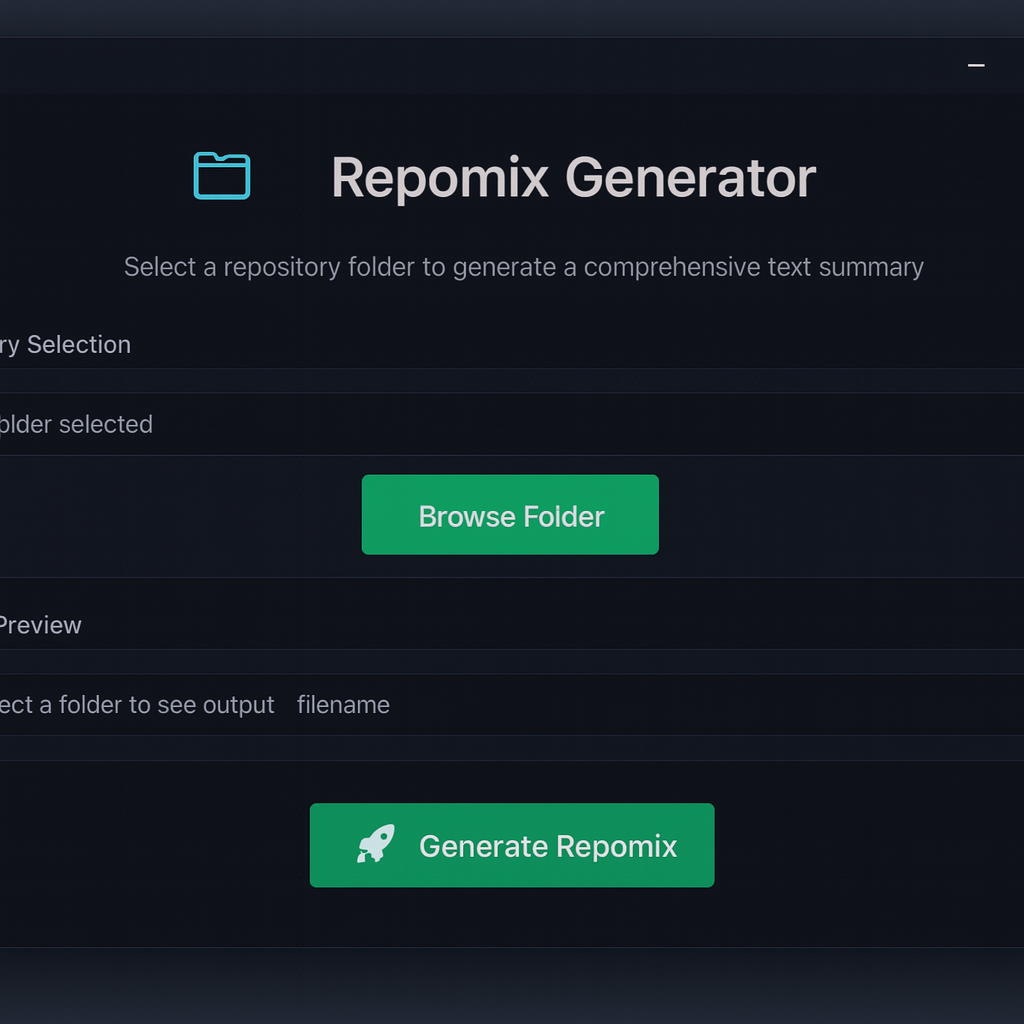 Repomix Generator
Select a repository folder to generate a comprehensive text summary
ry Selection
older selected
Browse Folder
Preview
ect a folder to see output filename
Generate Repomix